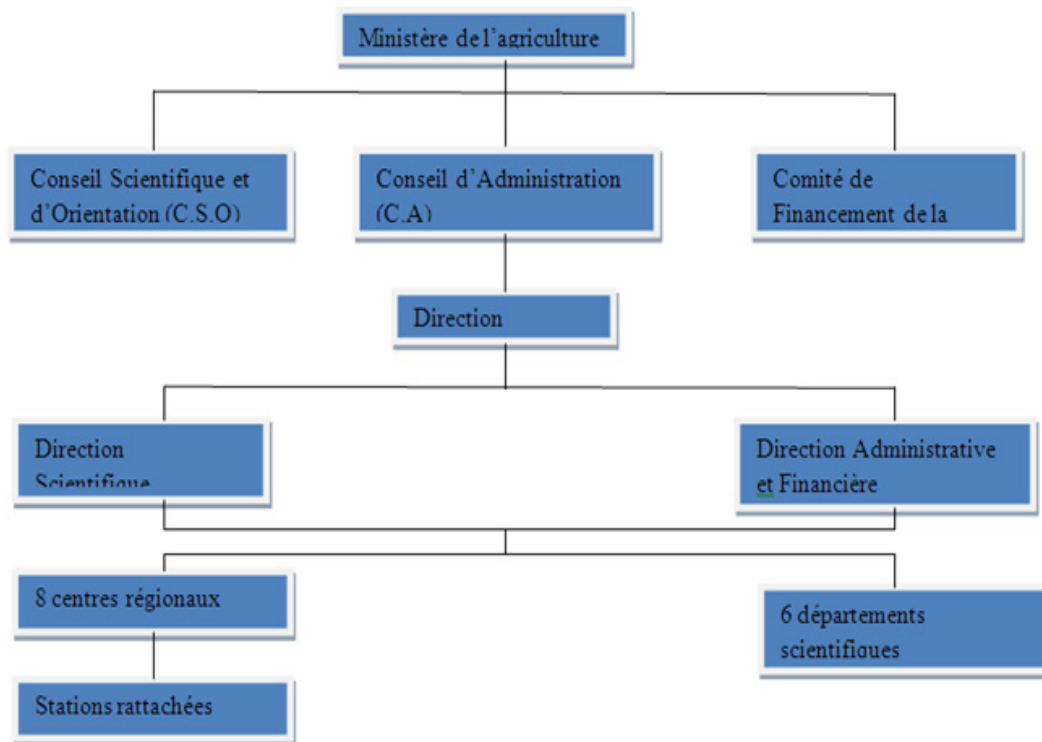 Ministère de l’agriculture
Conseil Scientifique et
d’Orientation (C.S.O)
Conseil d’Administration
(C.A)
Comité de
Financement de la
Direction
Direction
Scientifique
Direction Administrative
et Financière
8 centres régionaux
6 départements
scientifiques
Stations rattachées